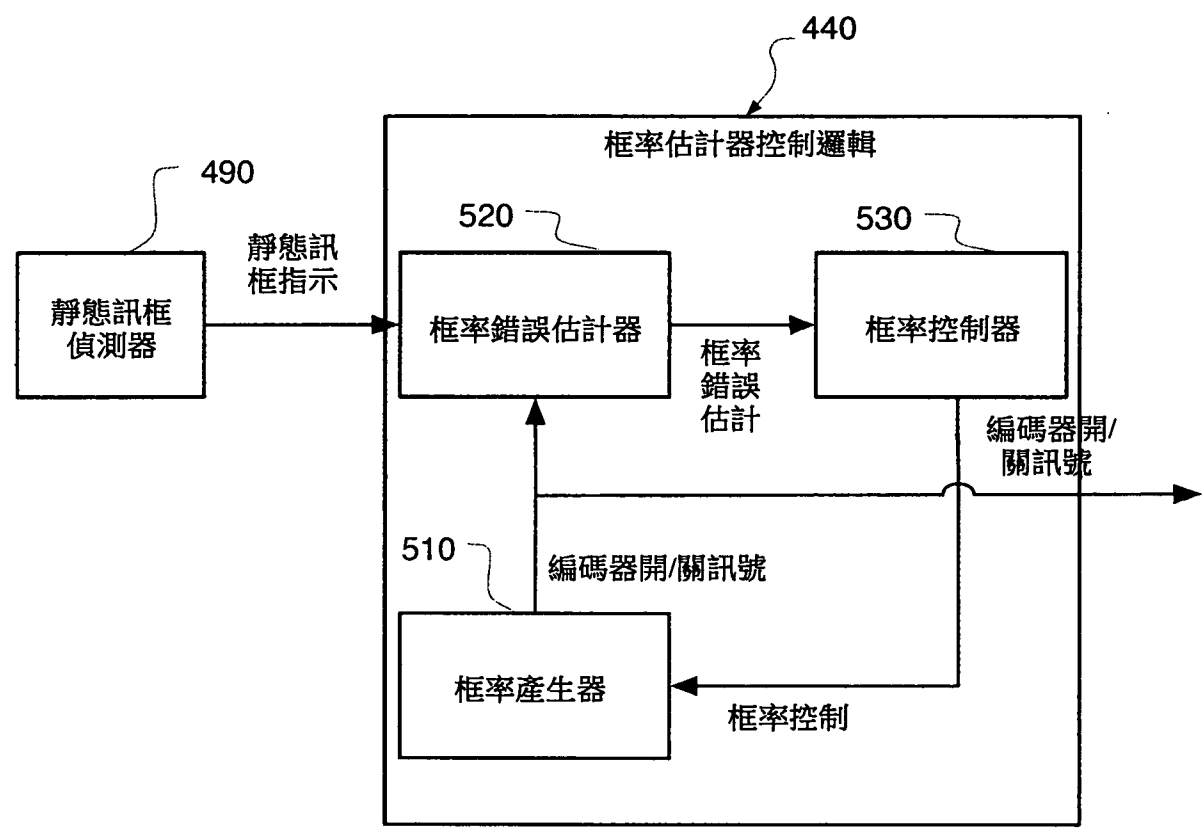 440
框率估計器控制邏輯
490
520
530
靜態訊
框指示
靜態訊框
偵測器
框率錯誤估計器
框率控制器
框率
錯誤
估計
編碼器開/
關訊號
510
編碼器開/關訊號
框率產生器
框率控制